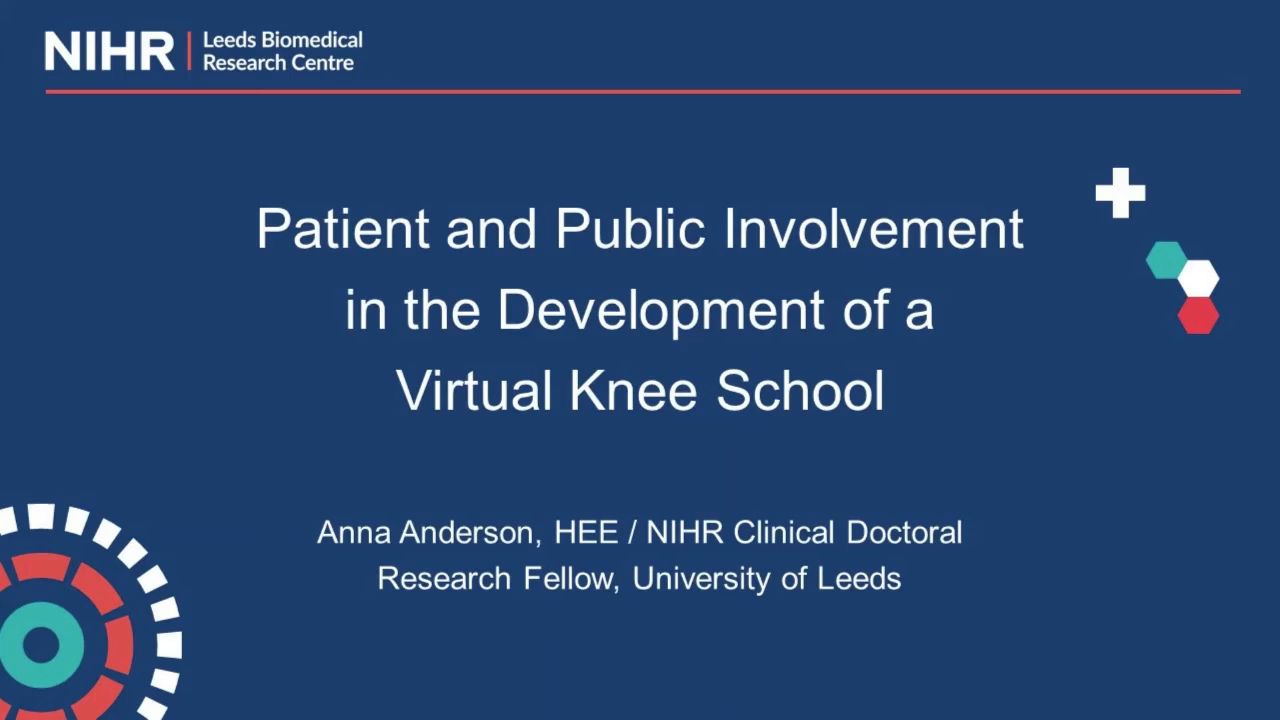 NIHR | Leeds Biomedical
Research Centre
Patient and Public Involvement
in the Development of a
Virtual Knee School
Anna Anderson, HEE / NIHR Clinical Doctoral
Research Fellow, University of Leeds